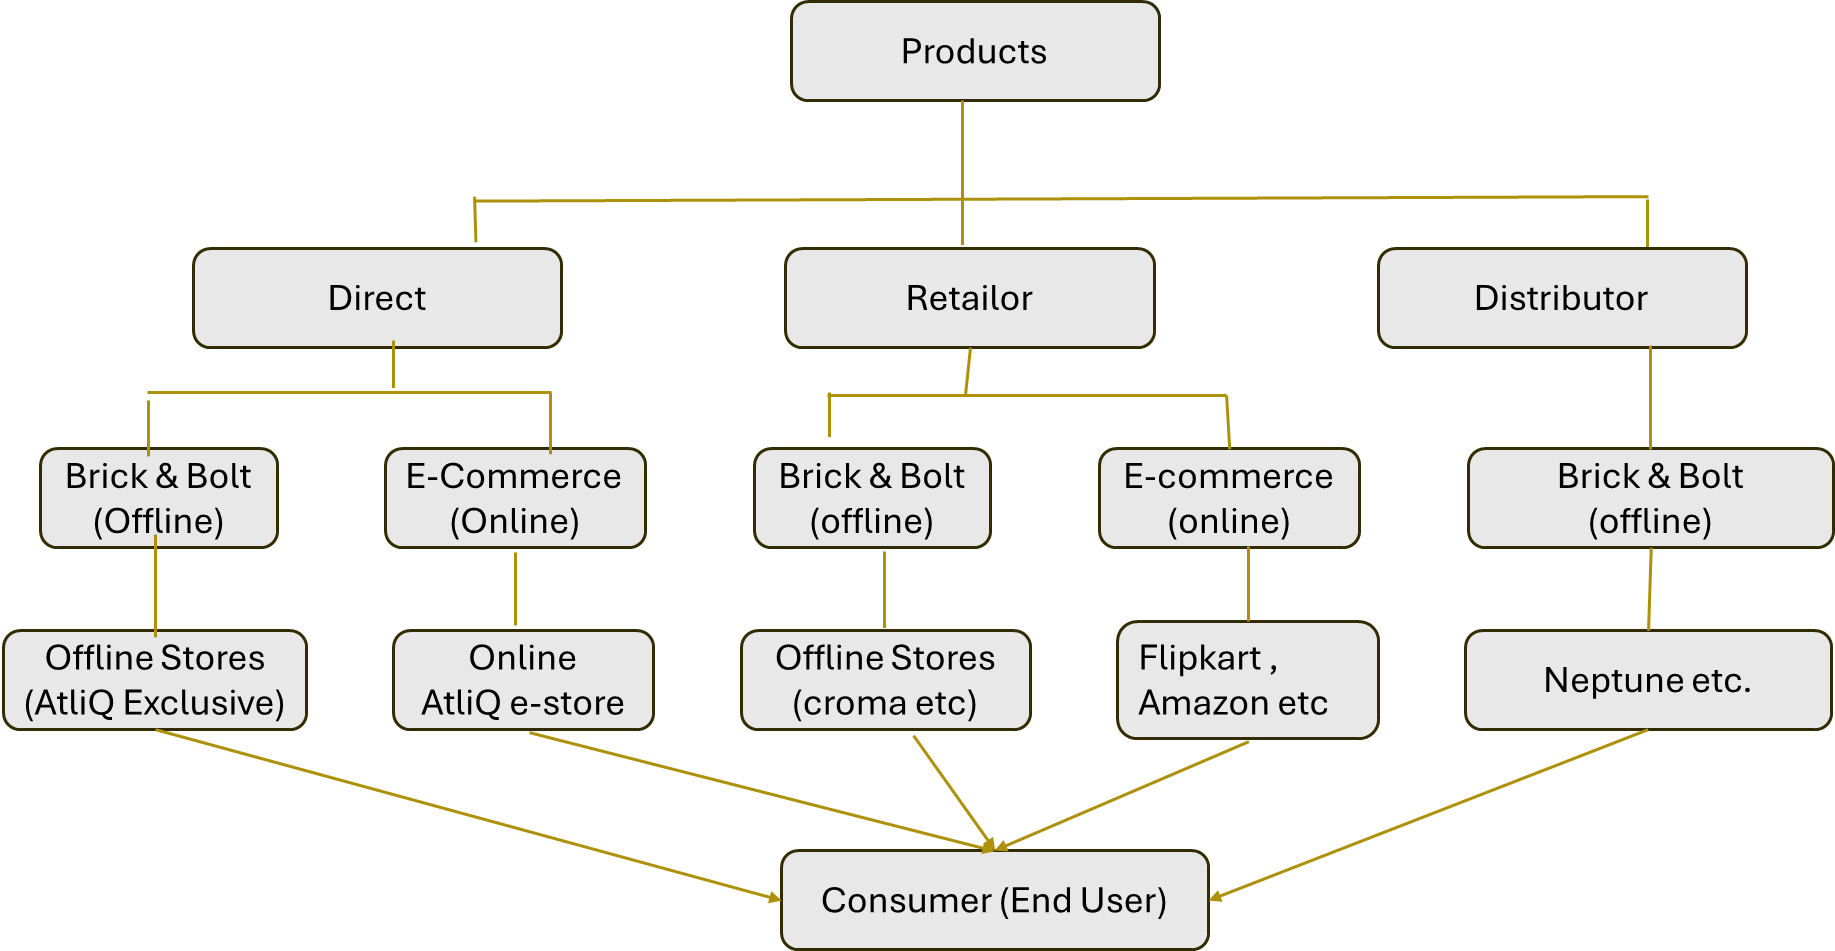 Products
Direct
Retailor
Distributor
Brick & Bolt
(Offline)
E-Commerce
(Online)
Brick & Bolt
(offline)
E-commerce
(online)
Brick & Bolt
(offline)
Offline Stores
(AtliQ Exclusive)
Online
AtliQ e-store
Offline Stores
(croma etc)
Flipkart ,
Amazon etc
Neptune etc.
Consumer (End User)